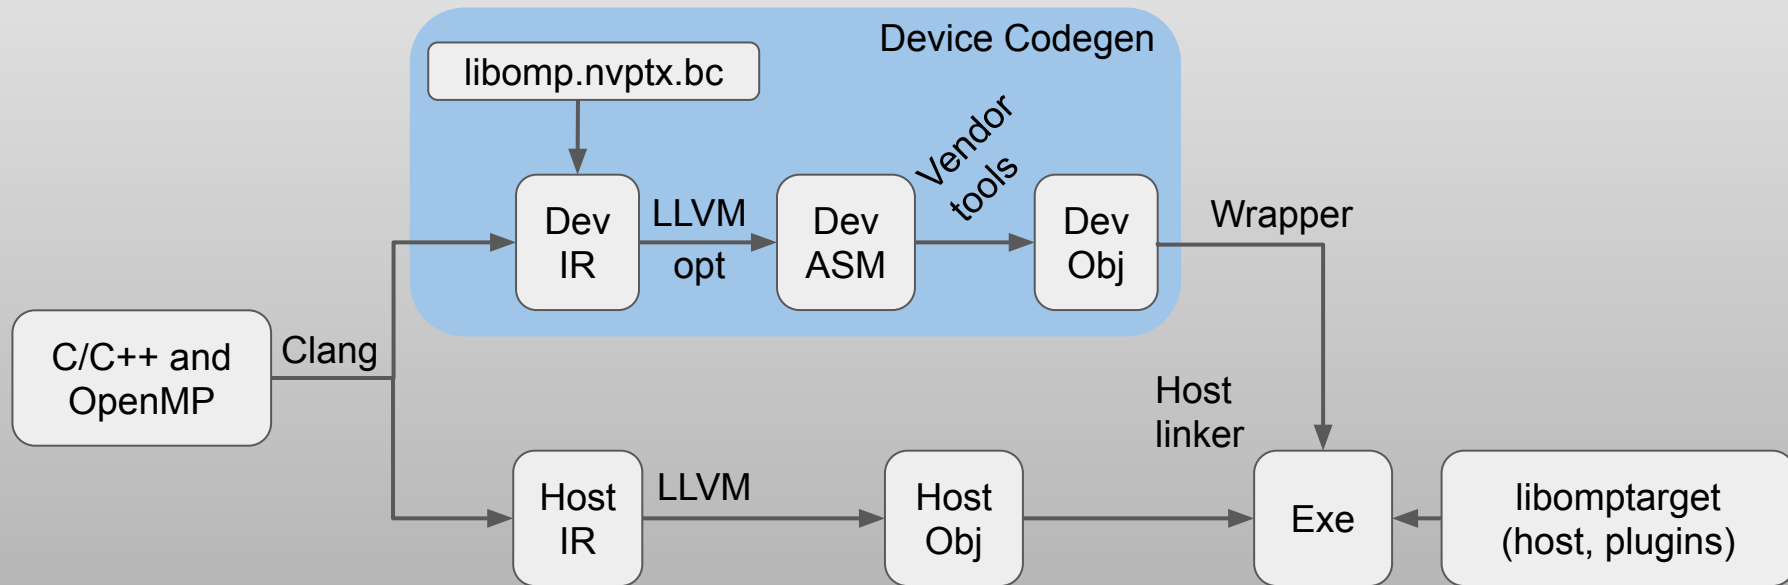 Device Codegen
libomp.nvptx.bc
Vendor
tools
Dev
IR
LLVM
opt
Dev
ASM
Dev
Obj
Wrapper
C/C++ and
OpenMP
Clang
Host
linker
Host
IR
LLVM
Host
Obj
Exe
libomptarget
(host, plugins)